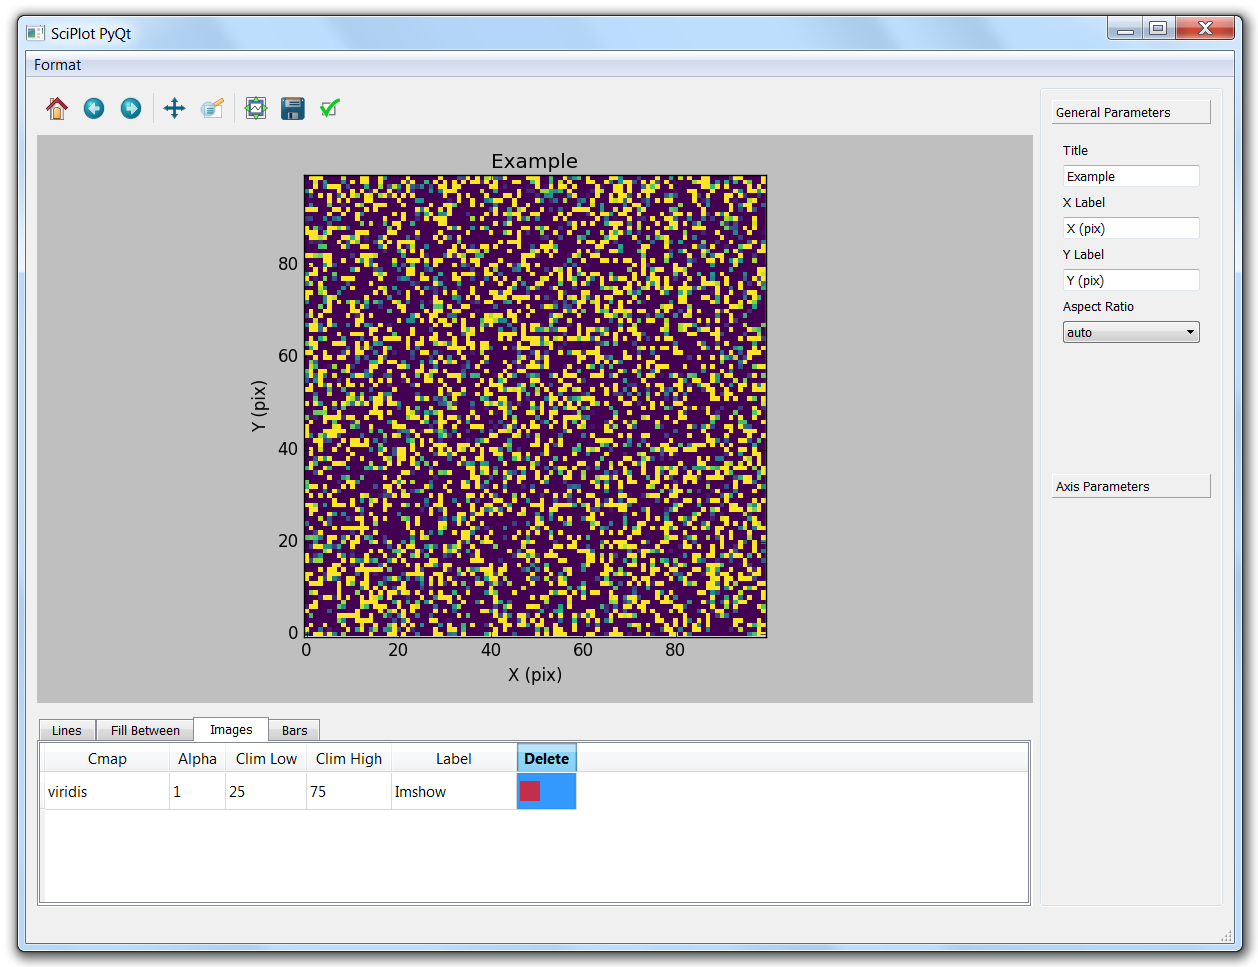 SciPlot PyQt
Format
General Parameters
Title
Example
X Label
X (pix)
Y Label
Y (pix)
Aspect Ratio
auto
Axis Parameters
Example
80
60
40
20
0
Y (pix)
0 20 40 60 80
X (pix)
Lines Fill Between Images Bars
Cmap Alpha Clim Low Clim High Label Delete
viridis 1 25 75 Imshow